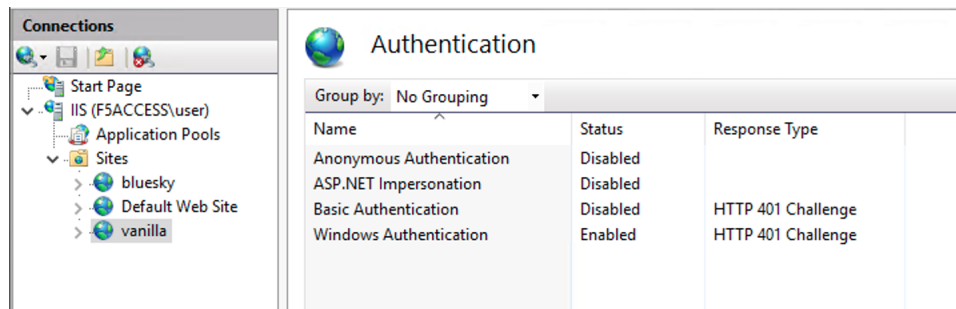 Connections
Start Page
IIS (F5ACCESS\user)
Application Pools
Sites
bluesky
Default Web Site
vanilla
Authentication
Group by: No Grouping
Name Status Response Type
Anonymous Authentication Disabled
ASP.NET Impersonation Disabled
Basic Authentication Disabled HTTP 401 Challenge
Windows Authentication Enabled HTTP 401 Challenge